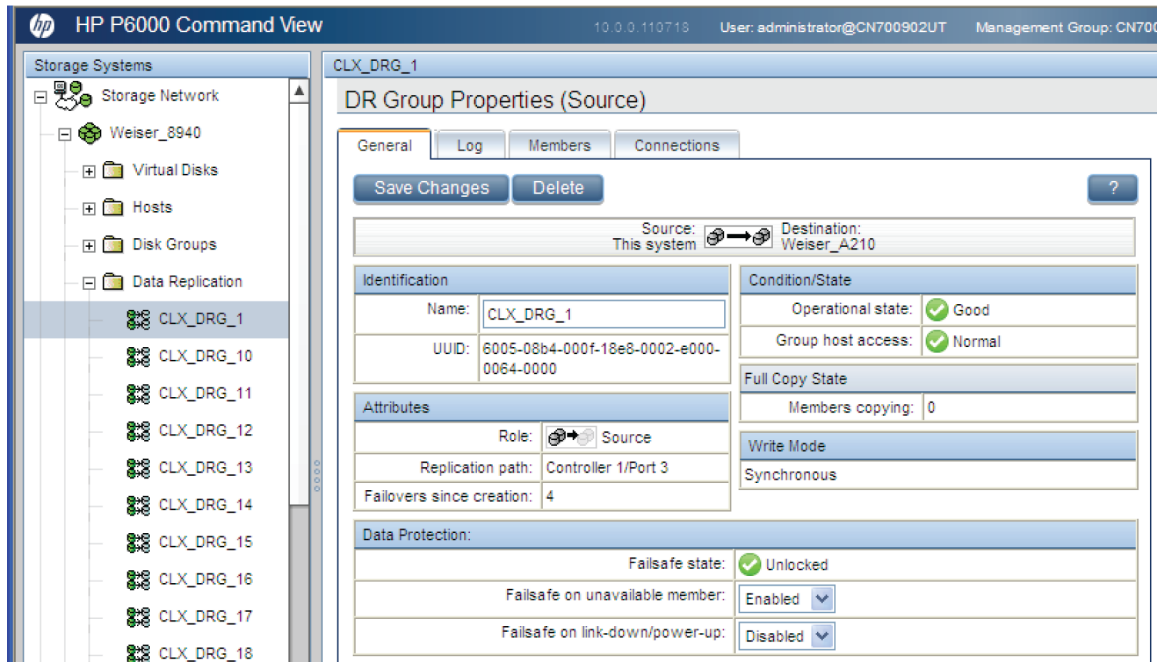 hp HP P6000 Command View 10.0.0.110718 User: administrator@CN700902UT Management Group: CN700
Storage Systems
Storage Network
Weiser_8940
Virtual Disks
Hosts
Disk Groups
Data Replication
CLX_DRG_1
CLX_DRG_10
CLX_DRG_11
CLX_DRG_12
CLX_DRG_13
CLX_DRG_14
CLX_DRG_15
CLX_DRG_16
CLX_DRG_17
CLX_DRG_18
CLX_DRG_1
DR Group Properties (Source)
General Log Members Connections
Save Changes Delete ?
Source: Destination:
This system Weiser_A210
Identification
Name: CLX_DRG_1
UUID: 6005-08b4-000f-18e8-0002-e000-
0064-0000
Attributes
Role: Source
Replication path: Controller 1/Port 3
Failovers since creation: 4
Condition/State
Operational state: Good
Group host access: Normal
Full Copy State
Members copying: 0
Write Mode
Synchronous
Data Protection:
Failsafe state: Unlocked
Failsafe on unavailable member: Enabled
Failsafe on link-down/power-up: Disabled